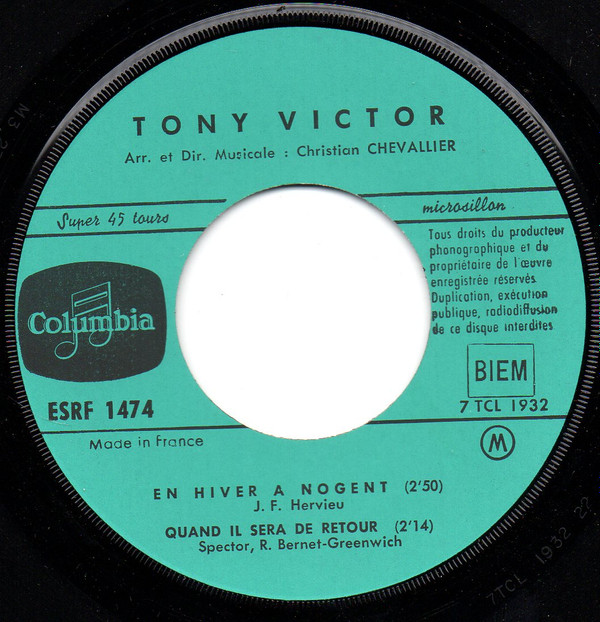 TONY VICTOR
Arr. et Dir. Musicale : Christian CHEVALLIER
Super 45 tours
microsillon
Tous droits du producteur
phonographique et du
propriétaire de l'œuvre
enregistrée réservés
Duplication, exécution
publique, radiodiffusion
de ce disque interdites
Columbia
BIEM
ESRF 1474
7 TCL 1932
Made in France
M
EN HIVER A NOGENT (2'50)
J. F. Hervieu
QUAND IL SERA DE RETOUR (2'14)
Spector, R. Bernet-Greenwich
7TCL 1932